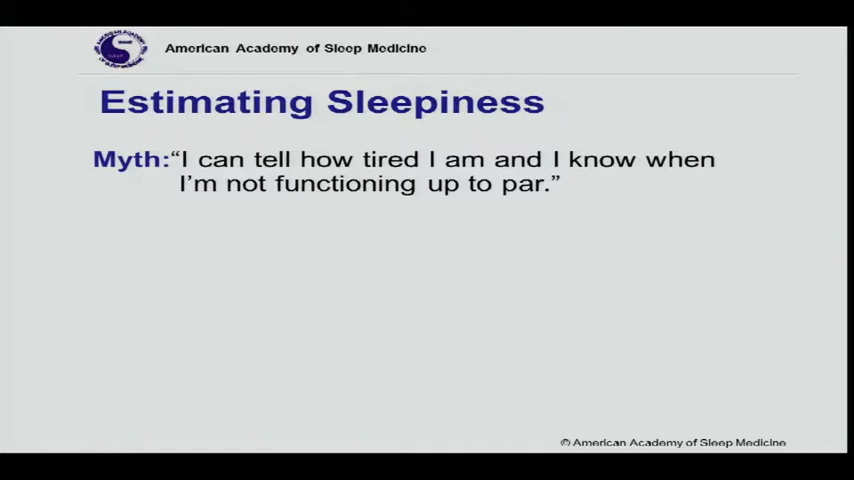 American Academy of Sleep Medicine
Estimating Sleepiness
Myth:“I can tell how tired I am and I know when
I’m not functioning up to par.”
© American Academy of Sleep Medicine